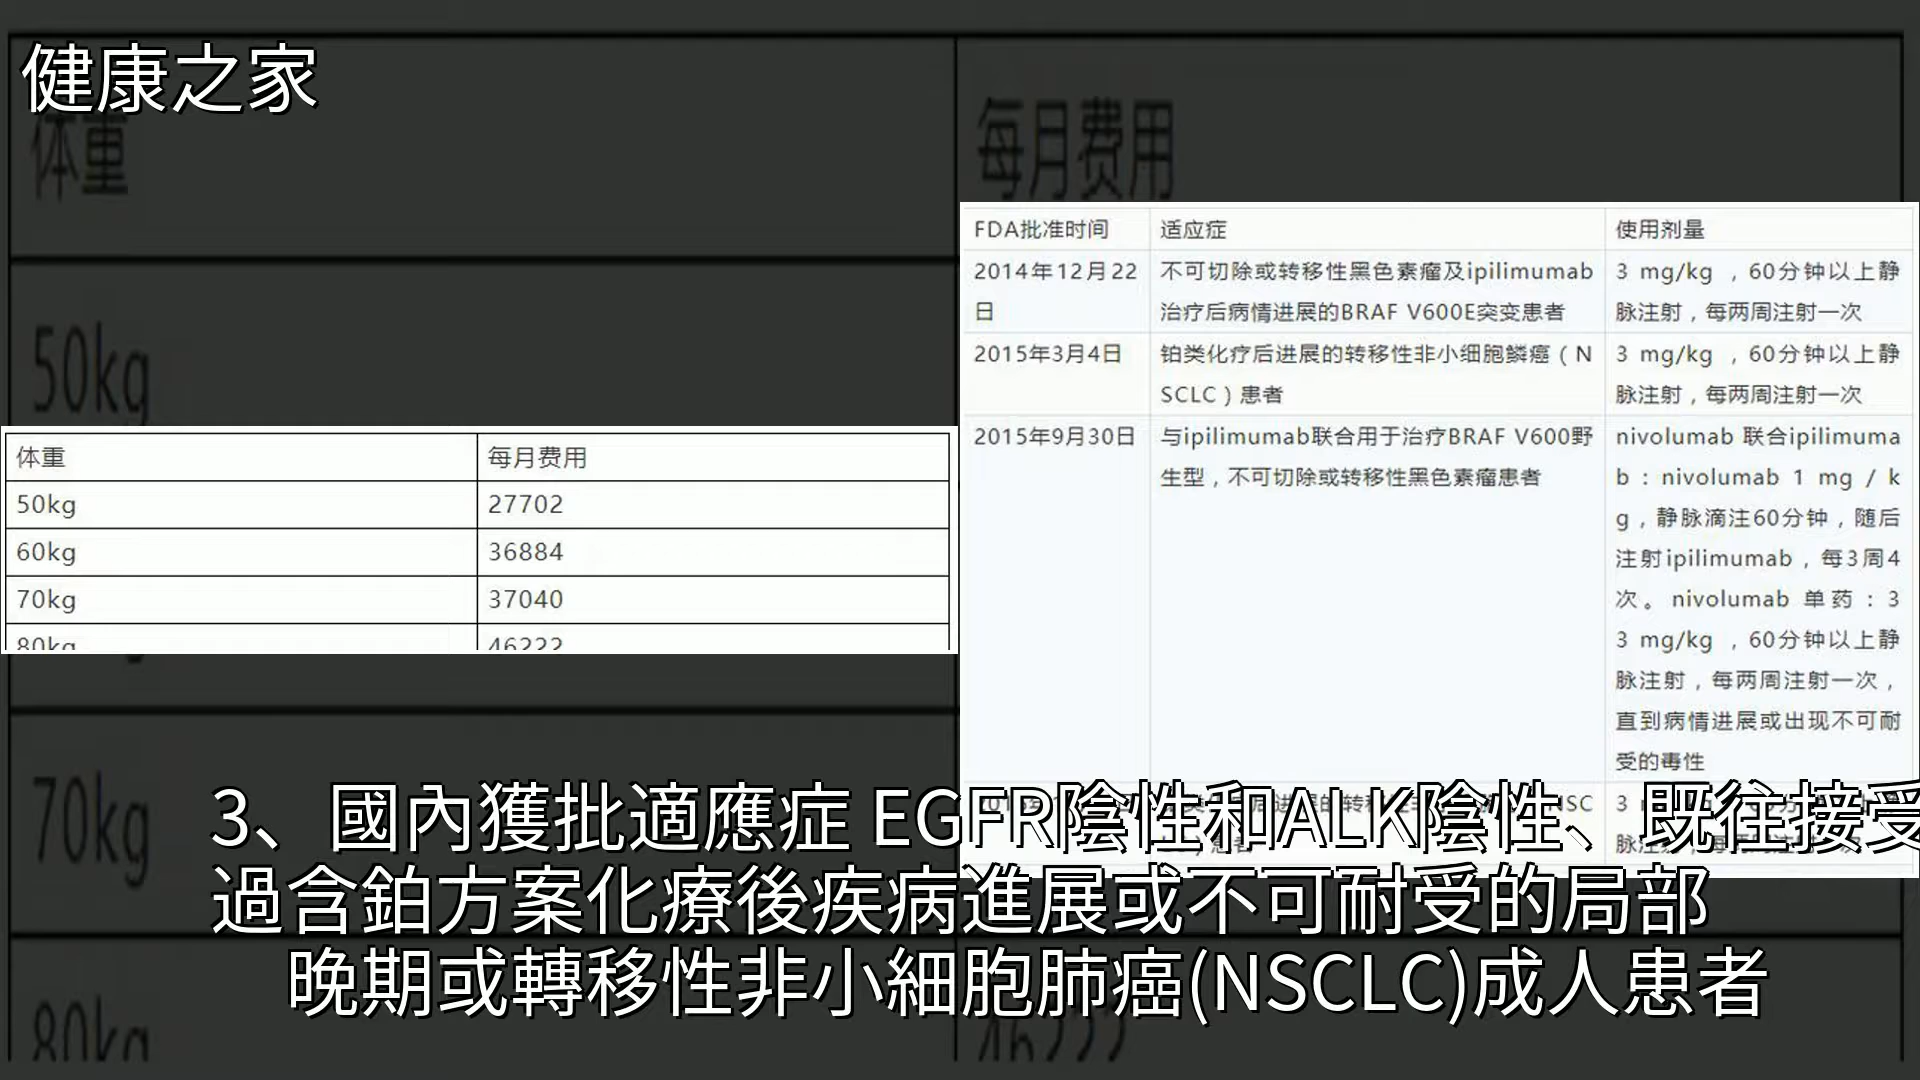 健康之家
体重
每月费用
50kg
体重 每月费用
50kg 27702
60kg 36884
70kg 37040
80kg 46222
FDA批准时间 适应症 使用剂量
2014年12月22 不可切除或转移性黑色素瘤及ipilimumab 3 mg/kg ，60分钟以上静
日 治疗后病情进展的BRAF V600E突变患者 脉注射，每两周注射一次
2015年3月4日 铂类化疗后进展的转移性非小细胞鳞癌（N 3 mg/kg ，60分钟以上静
SCLC）患者 脉注射，每两周注射一次
2015年9月30日 与ipilimumab联合用于治疗BRAF V600野 nivolumab 联合ipilimuma
生型，不可切除或转移性黑色素瘤患者 b：nivolumab 1 mg / k
g，静脉滴注60分钟，随后
注射ipilimumab，每3周4
次。nivolumab 单药：3
3 mg/kg ，60分钟以上静
脉注射，每两周注射一次，
直到病情进展或出现不可耐
受的毒性
70kg
80kg
46222
3、國內獲批適應症 EGFR陰性和ALK陰性、既往接受
過含鉑方案化療後疾病進展或不可耐受的局部
晚期或轉移性非小細胞肺癌(NSCLC)成人患者